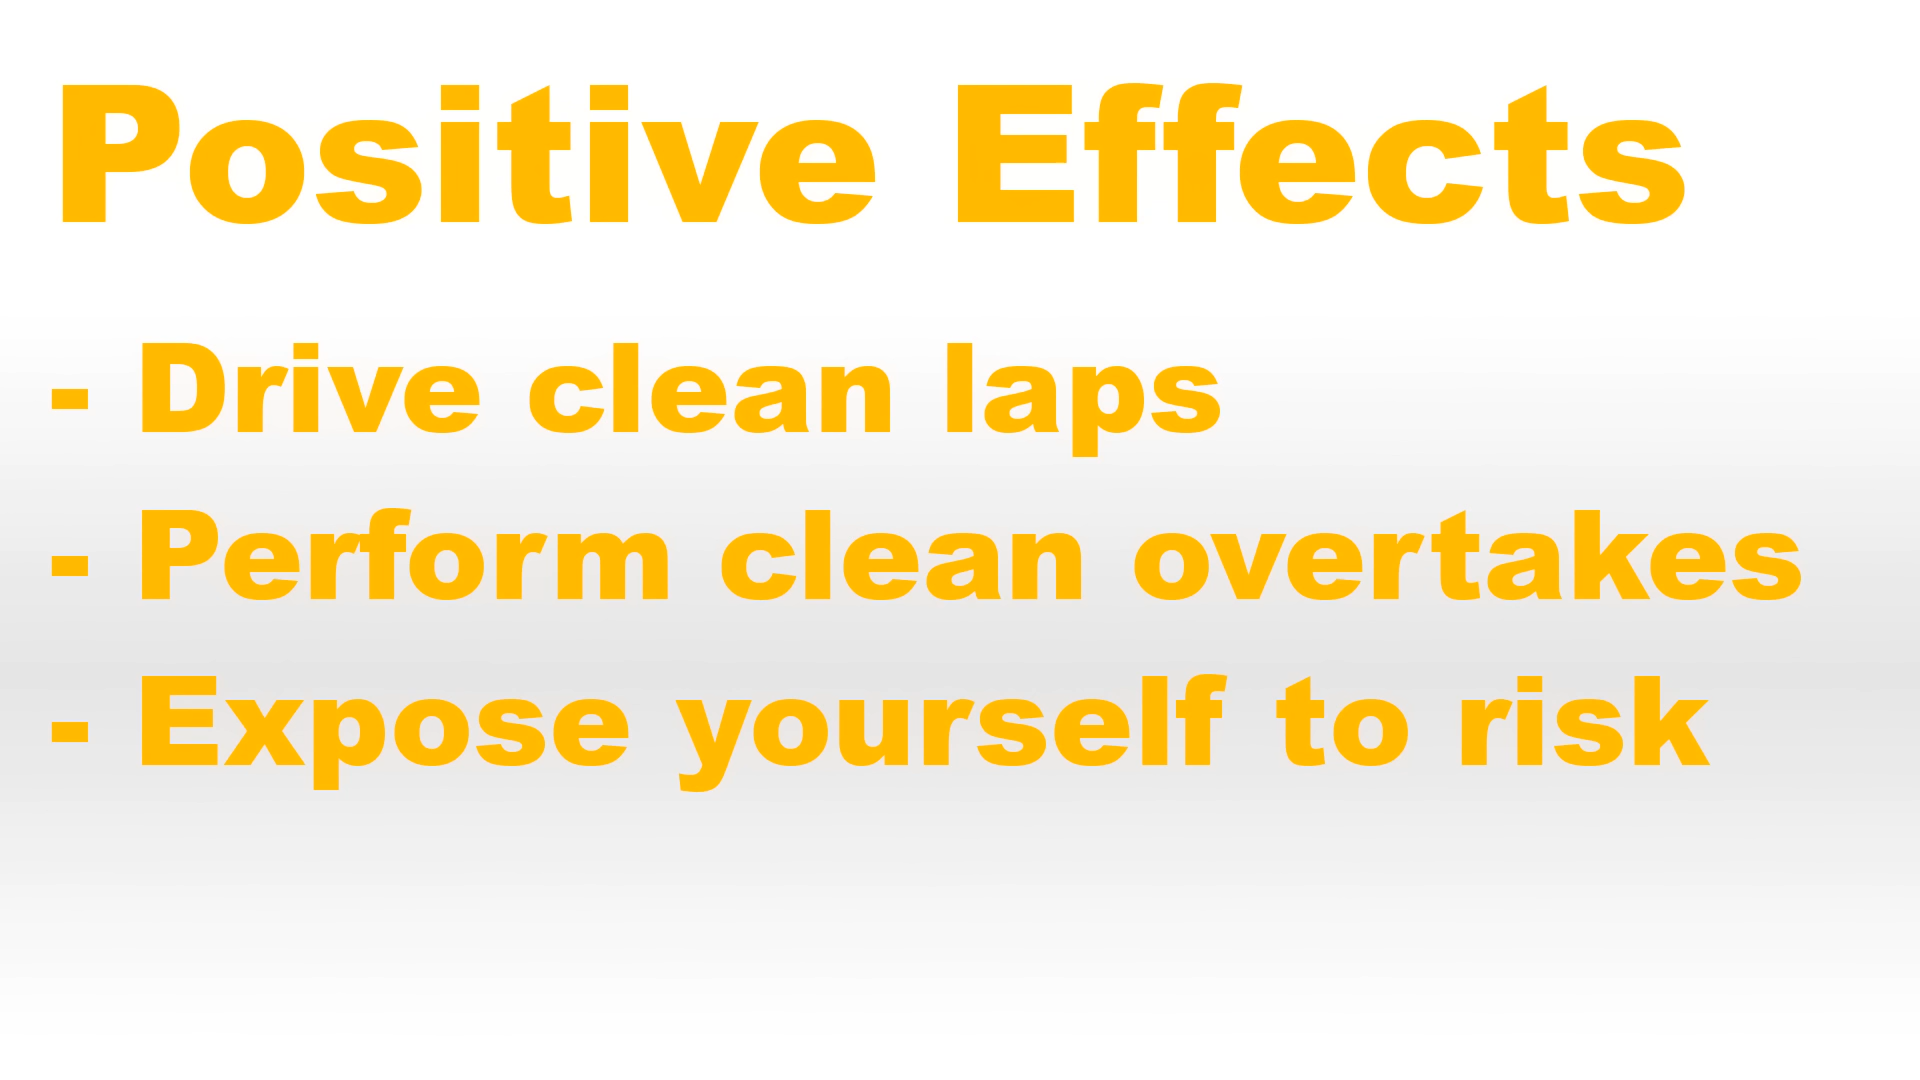 Positive Effects
- Drive clean laps
- Perform clean overtakes
- Expose yourself to risk